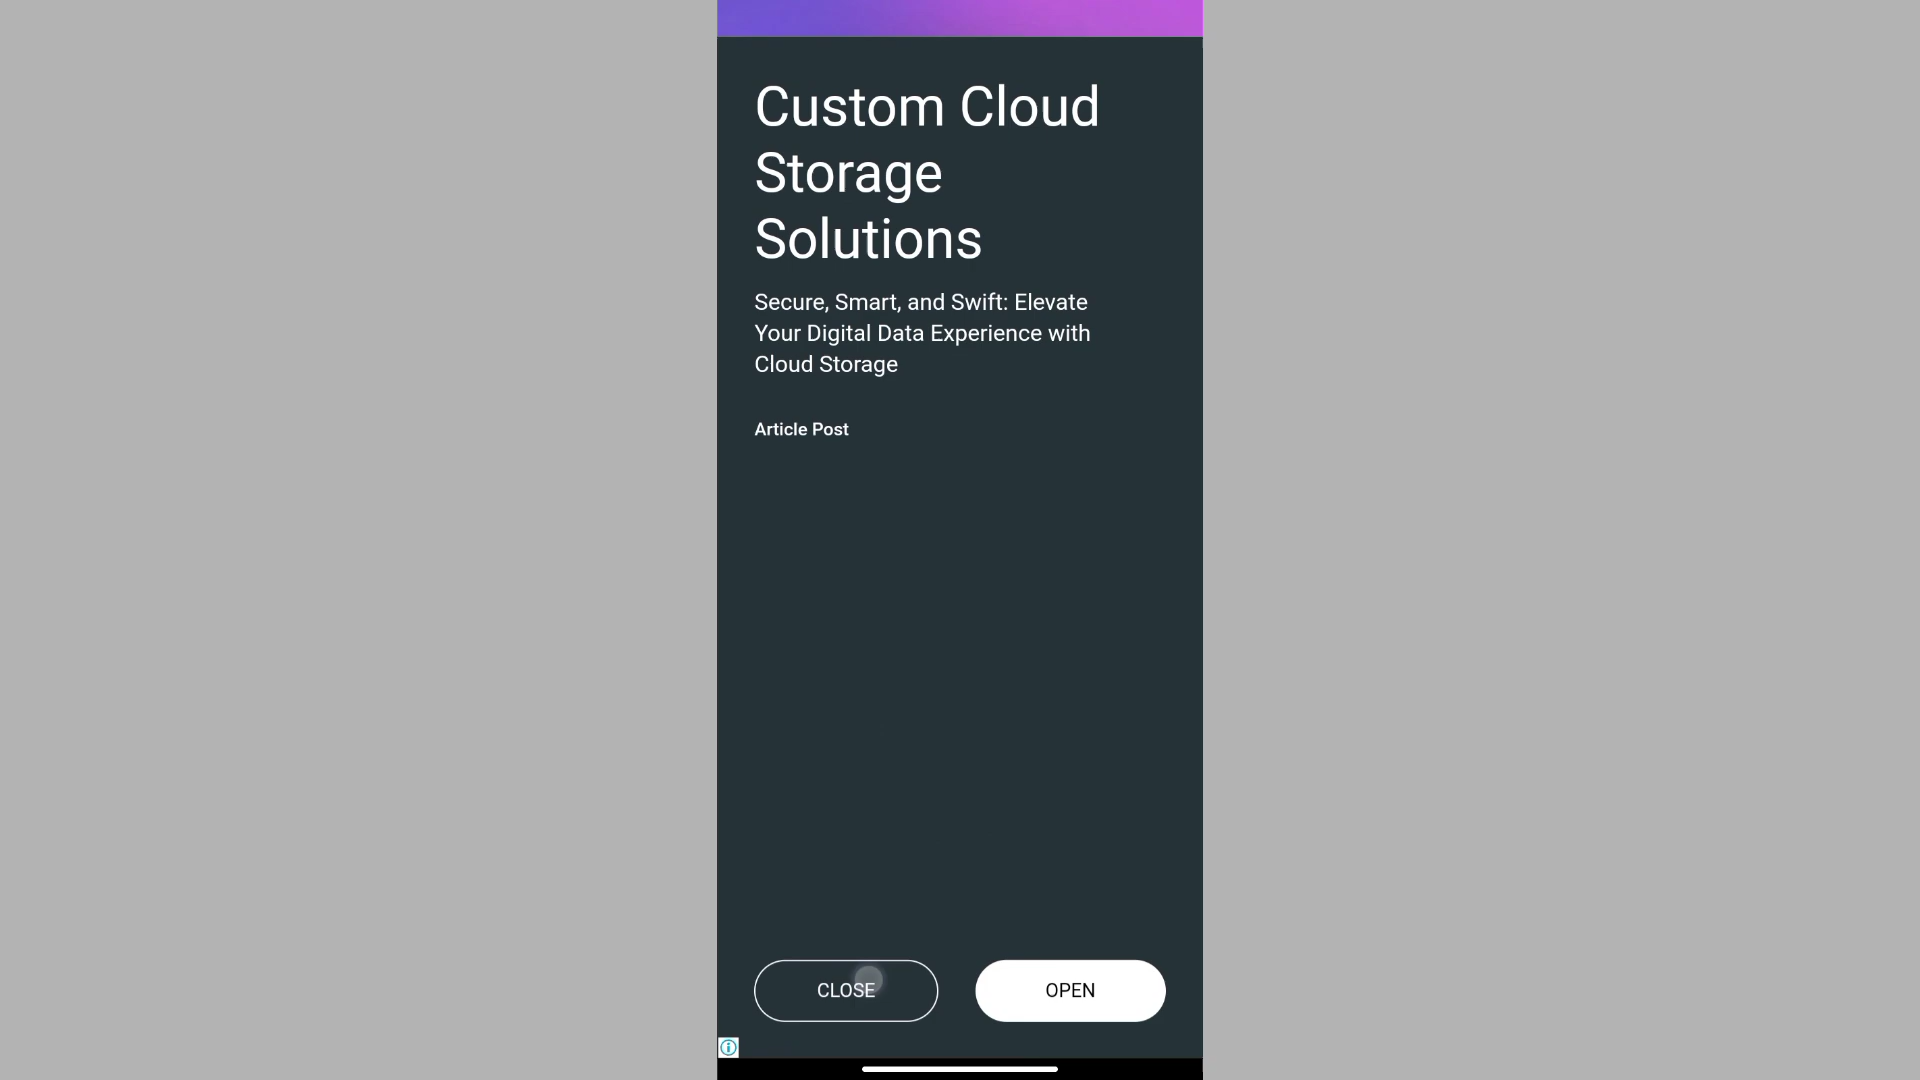 Custom Cloud
Storage
Solutions
Secure, Smart, and Swift: Elevate
Your Digital Data Experience with
Cloud Storage
Article Post
CLOSE
OPEN